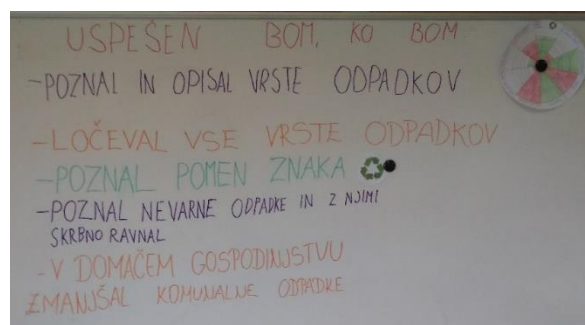 USPEŠEN BOM, KO BOM
-POZNAL IN OPISAL VRSTE ODPADKOV
-LOČEVAL VSE VRSTE ODPADKOV
-POZNAL POMEN ZNAKA
-POZNAL NEVARNE ODPADKE IN Z NJIMI
SKRBNO RAVNAL
-V DOMAČEM GOSPODINJSTVU
ZMANJŠAL KOMUNALNE ODPADKE